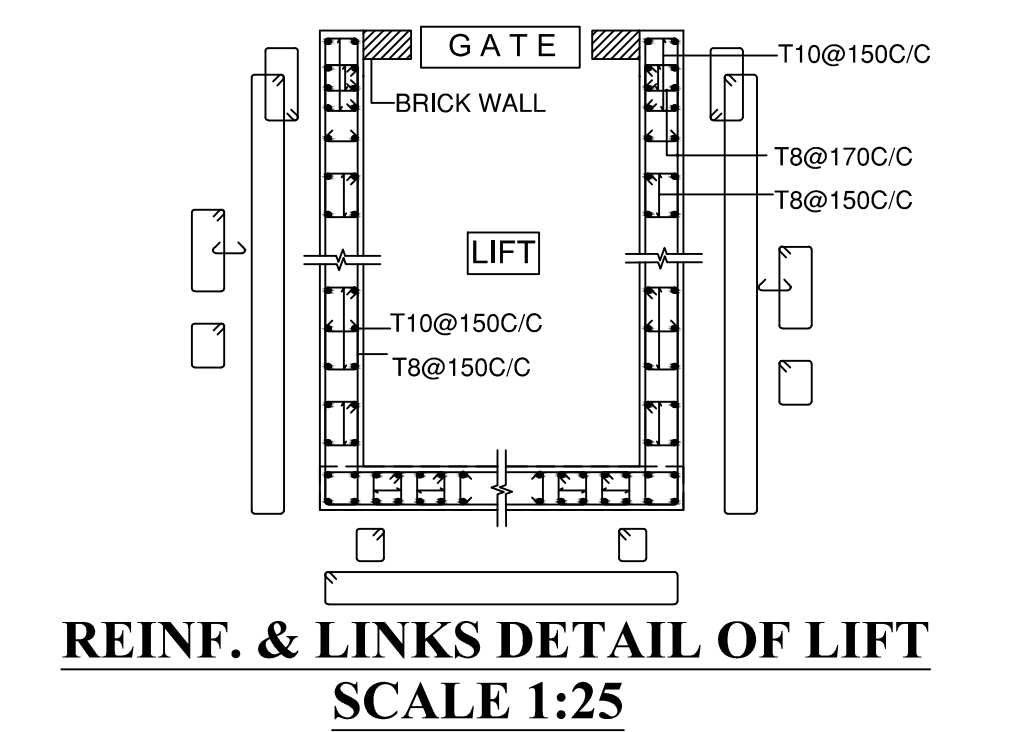 GATE
T10@150C/C
BRICK WALL
T8@170C/C
T8@150C/C
LIFT
T10@150C/C
T8@150C/C
REINF. & LINKS DETAIL OF LIFT
SCALE 1:25